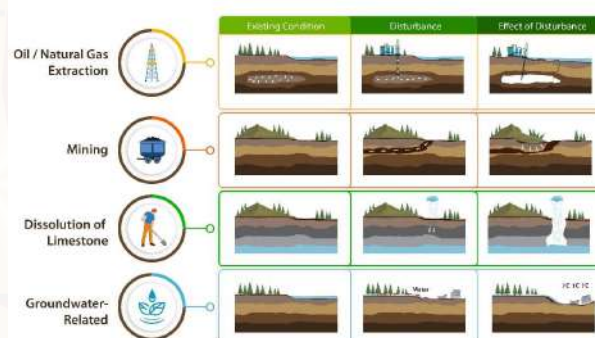 Existing Condition
Disturbance
Effect of Disturbance
Oil / Natural Gas
Extraction
Mining
Dissolution of
Limestone
Groundwater-
Related
Water